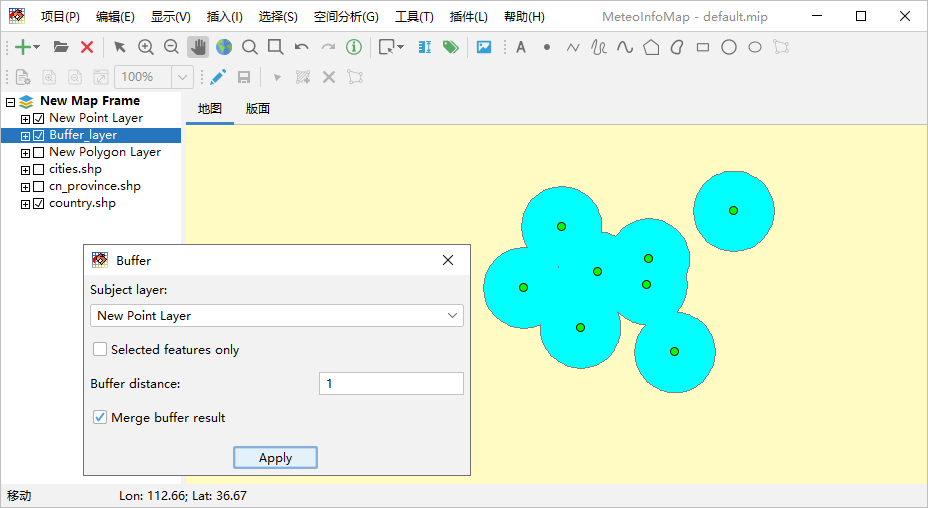 MeteoInfoMap - default.mip
项目(P) 编辑(E) 显示(V) 插入(I) 选择(S) 空间分析(G) 工具(T) 插件(L) 帮助(H)
A
100%
New Map Frame
New Point Layer
Buffer_layer
New Polygon Layer
cities.shp
cn_province.shp
country.shp
地图 版面
Buffer
Subject layer:
New Point Layer
Selected features only
Buffer distance: 1
Merge buffer result
Apply
移动 Lon: 112.66; Lat: 36.67